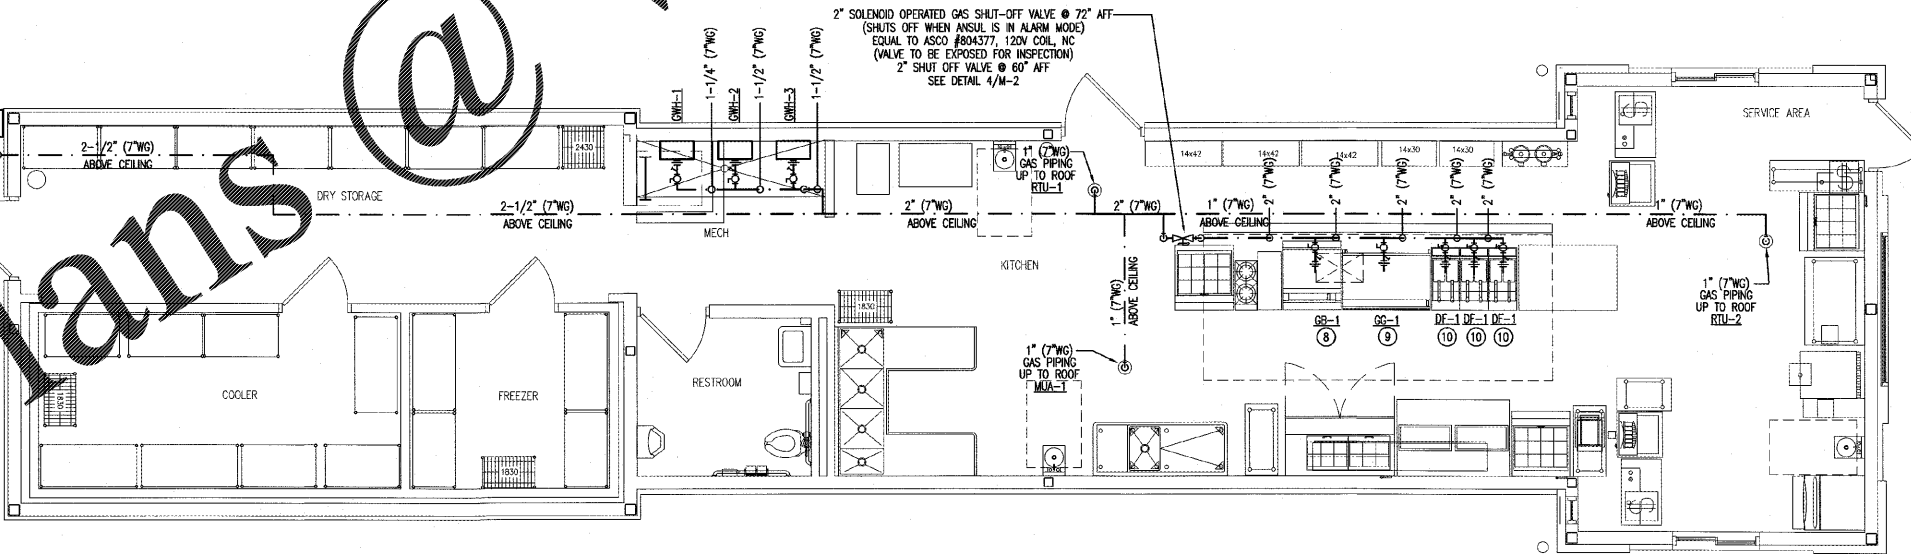 2" SOLENOID OPERATED GAS SHUT-OFF VALVE @ 72" AFF
(SHUTS OFF WHEN ANSUL IS IN ALARM MODE)
EQUAL TO ASCO #804377, 120V COIL, NC
(VALVE TO BE EXPOSED FOR INSPECTION)
2" SHUT OFF VALVE @ 60" AFF
SEE DETAIL 4/M-2
lans @
GWH-1
1-1/4" (7"WG)
GWH-2
1-1/2" (7"WG)
GWH-3
1-1/2" (7"WG)
SERVICE AREA
2-1/2" (7"WG)
ABOVE CEILING
2430
DRY STORAGE
2-1/2" (7"WG)
ABOVE CEILING
MECH
1" (7"WG)
GAS PIPING
UP TO ROOF
RTU-1
14x42
14x42
14x42
14x30
14x30
2" (7"WG)
ABOVE CEILING
2" (7"WG)
1" (7"WG)
ABOVE CEILING
2" (7"WG)
2" (7"WG)
2" (7"WG)
2" (7"WG)
2" (7"WG)
1" (7"WG)
ABOVE CEILING
KITCHEN
1" (7"WG)
ABOVE CEILING
1" (7"WG)
GAS PIPING
UP TO ROOF
RTU-2
1830
GB-1
8
GG-1
9
DF-1
10
DF-1
10
DF-1
10
1" (7"WG)
GAS PIPING
UP TO ROOF
MUA-1
RESTROOM
COOLER
FREEZER
1830
1830